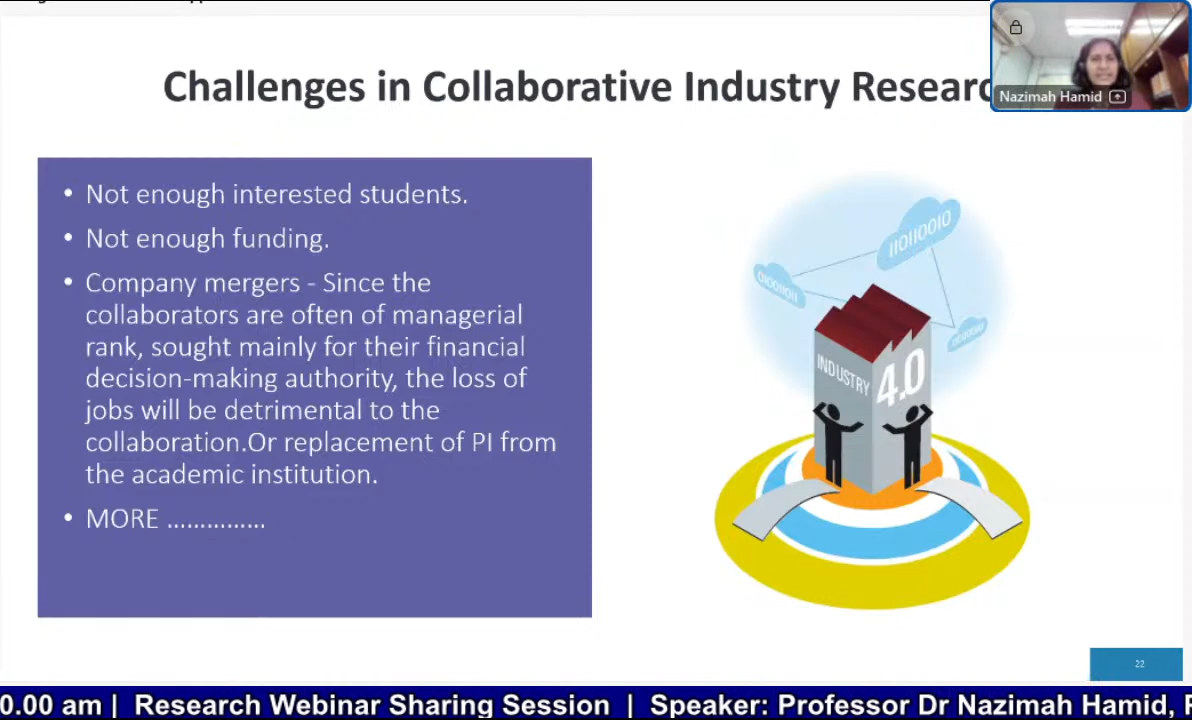 Challenges in Collaborative Industry Researc
Nazimah Hamid
• Not enough interested students.
• Not enough funding.
• Company mergers - Since the
collaborators are often of managerial
rank, sought mainly for their financial
decision-making authority, the loss of
jobs will be detrimental to the
collaboration.Or replacement of PI from
the academic institution.
• MORE ...............
110110010
010011011
INDUSTRY
4.0
22
0.00 am | Research Webinar Sharing Session | Speaker: Professor Dr Nazimah Hamid,